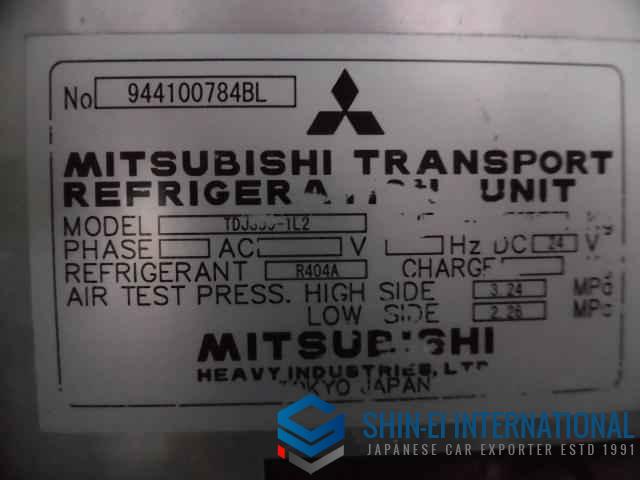 No 944100784BL
MITSUBISHI TRANSPORT
UNIT
MODEL
PHASE AC V Hz DC 24 V
REFRIGERANT R404A CHARGE
AIR TEST PRESS. HIGH SIDE 3.24 MPa
LOW SIDE 2.26 MPa
MITSUBISHI
HEAVY INDUSTRIES, LTD
TOKYO JAPAN
SHIN-EI INTERNATIONAL
JAPANESE CAR EXPORTER ESTD 1991